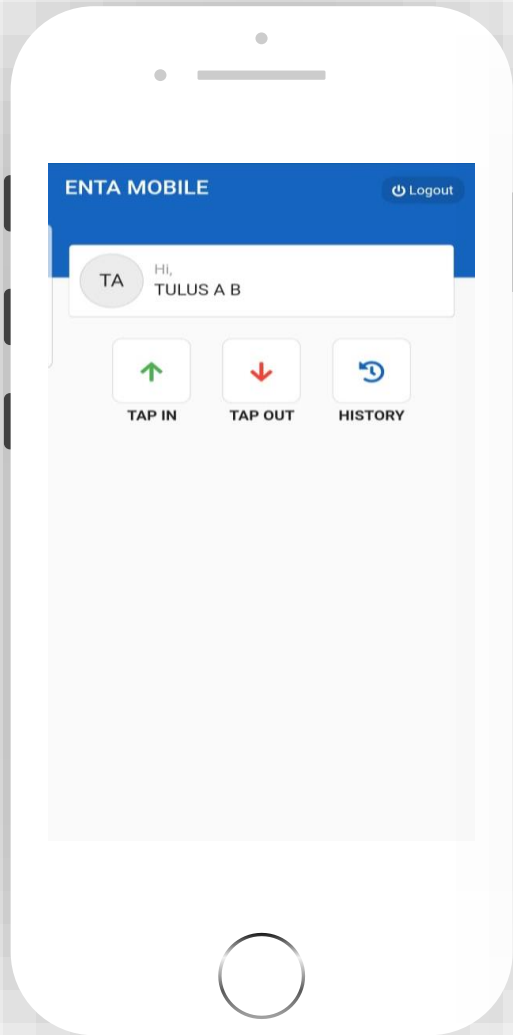 ENTA MOBILE
Logout
TA
Hi,
TULUS A B
TAP IN
TAP OUT
HISTORY